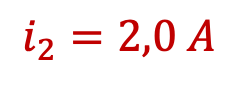 i₂ = 2,0 A